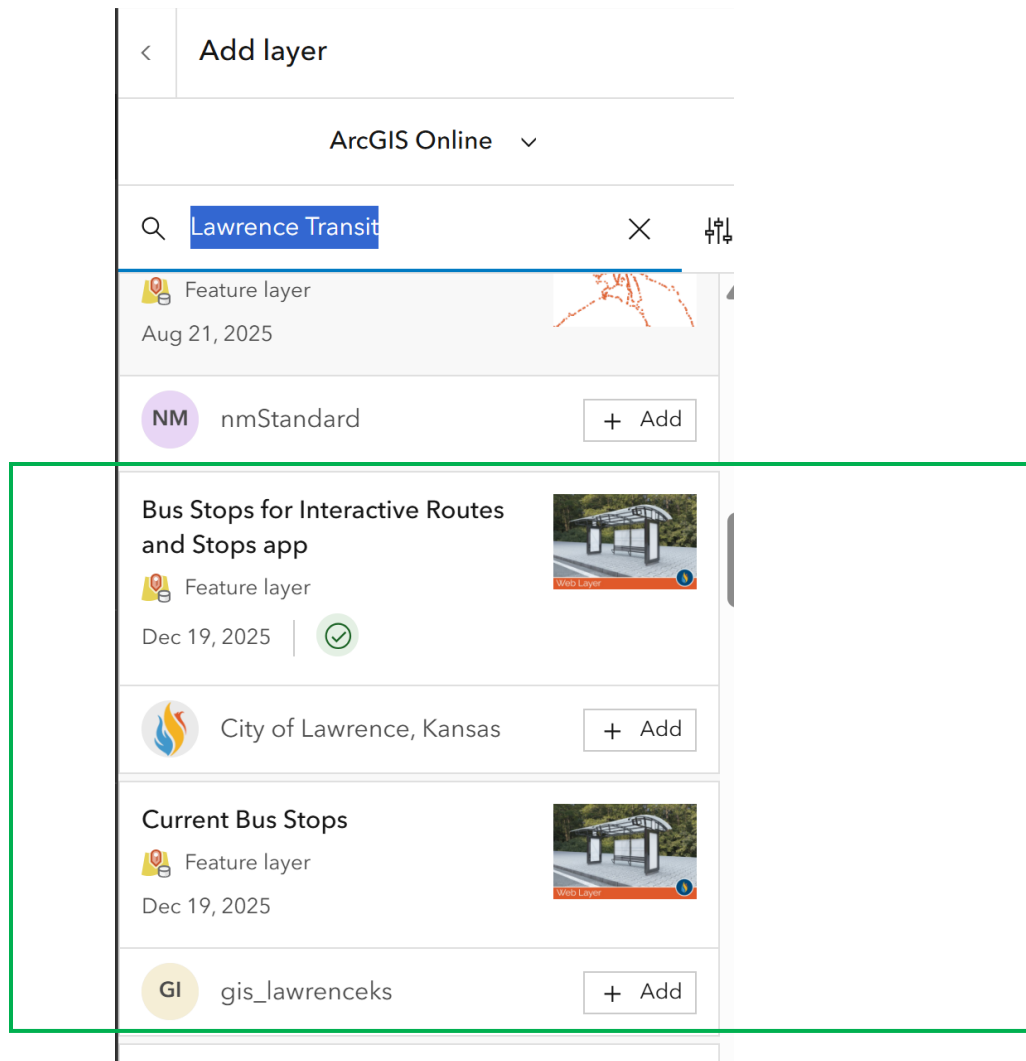 Add layer
ArcGIS Online
Lawrence Transit
Feature layer
Aug 21, 2025
NM nmStandard + Add
Bus Stops for Interactive Routes
and Stops app
Feature layer
Web Layer
Dec 19, 2025
City of Lawrence, Kansas + Add
Current Bus Stops
Feature layer
Web Layer
Dec 19, 2025
GI gis_lawrenceks + Add